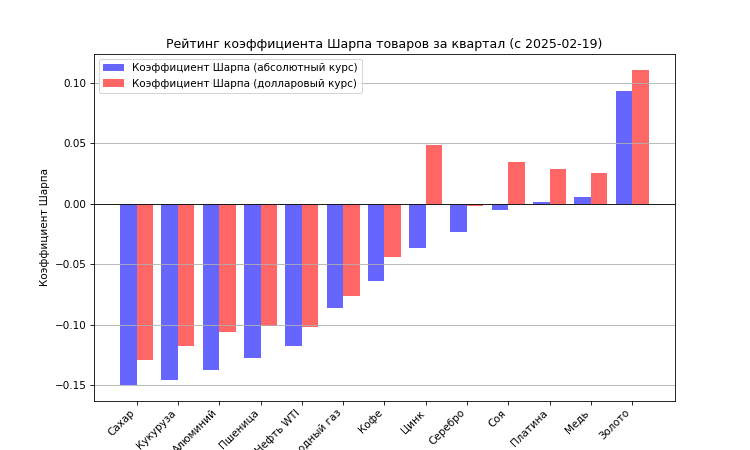 Рейтинг коэффициента Шарпа товаров за квартал (с 2025-02-19)
Коэффициент Шарпа (абсолютный курс)
Коэффициент Шарпа (долларовый курс)
Коэффициент Шарпа
0.10
0.05
0.00
−0.05
−0.10
−0.15
Сахар
Кукуруза
Алюминий
Пшеница
Нефть WTI
одный газ
Кофе
Цинк
Серебро
Соя
Платина
Медь
Золото